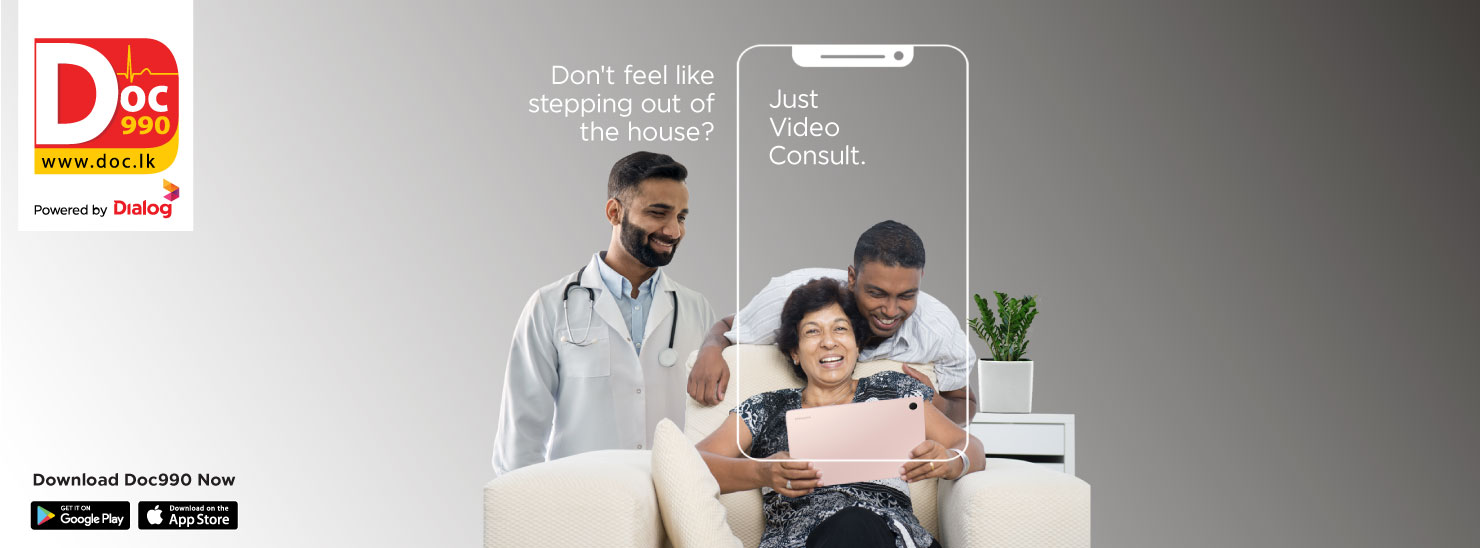 Doc
990
www.doc.lk
Powered by Dialog
Don't feel like
stepping out of
the house?
Just
Video
Consult.
Download Doc990 Now
GET IT ON
Google Play
Download on the
App Store